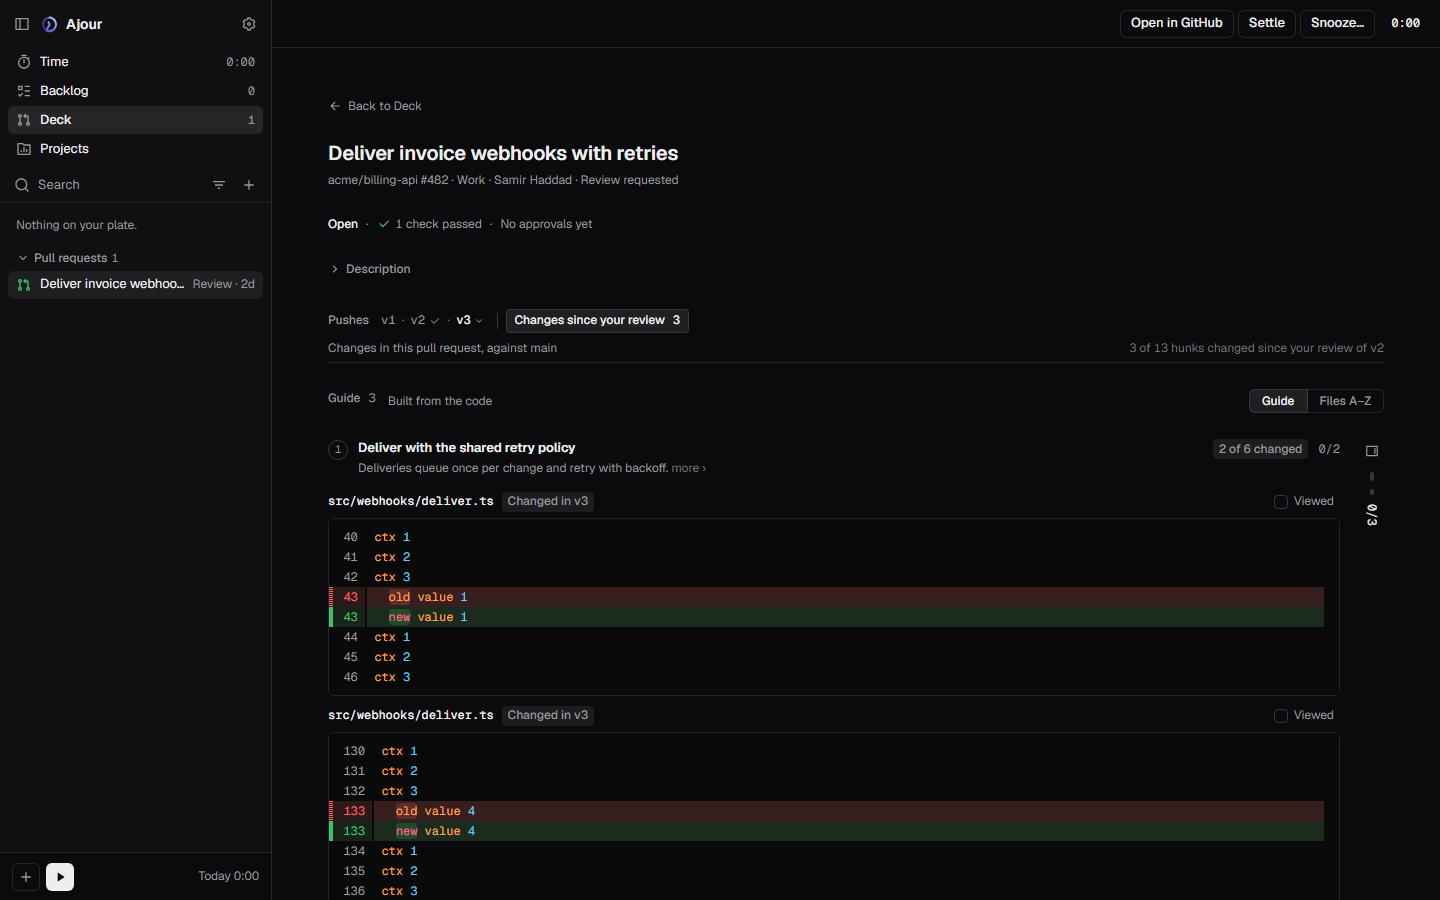 Ajour
Time 0:00
Backlog 0
Deck 1
Projects
Search
Nothing on your plate.
Pull requests 1
Deliver invoice webhoo... Review · 2d
Today 0:00
Open in GitHub Settle Snooze... 0:00
Back to Deck
Deliver invoice webhooks with retries
acme/billing-api #482 · Work · Samir Haddad · Review requested
Open · 1 check passed · No approvals yet
Description
Pushes v1 · v2 · v3 Changes since your review 3
Changes in this pull request, against main 3 of 13 hunks changed since your review of v2
Guide 3 Built from the code Guide Files A–Z
1 Deliver with the shared retry policy 2 of 6 changed 0/2
Deliveries queue once per change and retry with backoff. more ›
0/3
src/webhooks/deliver.ts Changed in v3 Viewed
40 ctx 1
41 ctx 2
42 ctx 3
43 old value 1
43 new value 1
44 ctx 1
45 ctx 2
46 ctx 3
src/webhooks/deliver.ts Changed in v3 Viewed
130 ctx 1
131 ctx 2
132 ctx 3
133 old value 4
133 new value 4
134 ctx 1
135 ctx 2
136 ctx 3